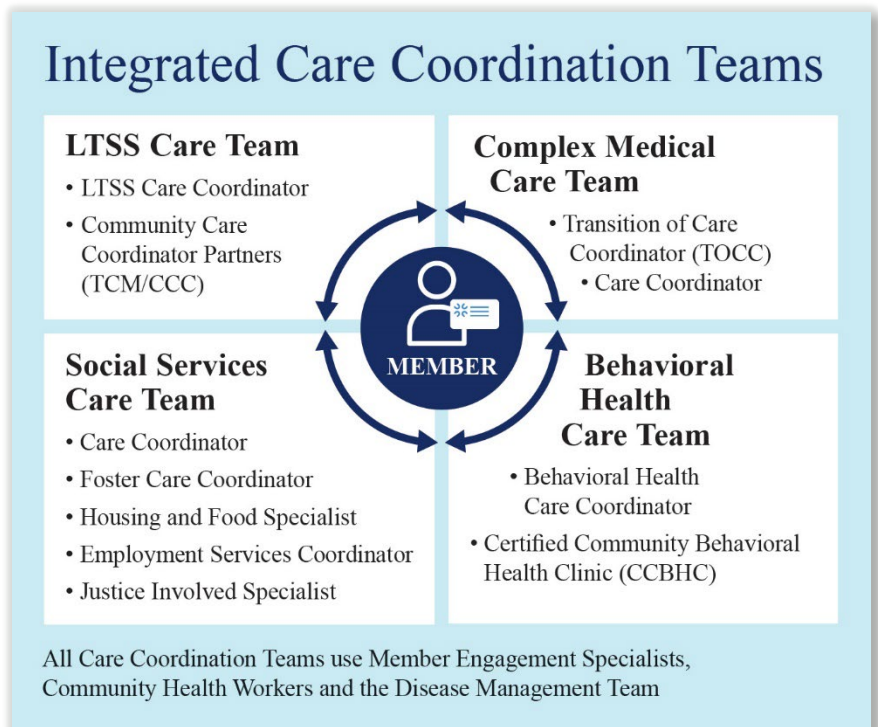 Integrated Care Coordination Teams
LTSS Care Team
• LTSS Care Coordinator
• Community Care
Coordinator Partners
(TCM/CCC)
Complex Medical
Care Team
• Transition of Care
Coordinator (TOCC)
• Care Coordinator
MEMBER
Social Services
Care Team
• Care Coordinator
• Foster Care Coordinator
• Housing and Food Specialist
• Employment Services Coordinator
• Justice Involved Specialist
Behavioral
Health
Care Team
• Behavioral Health
Care Coordinator
• Certified Community Behavioral
Health Clinic (CCBHC)
All Care Coordination Teams use Member Engagement Specialists,
Community Health Workers and the Disease Management Team